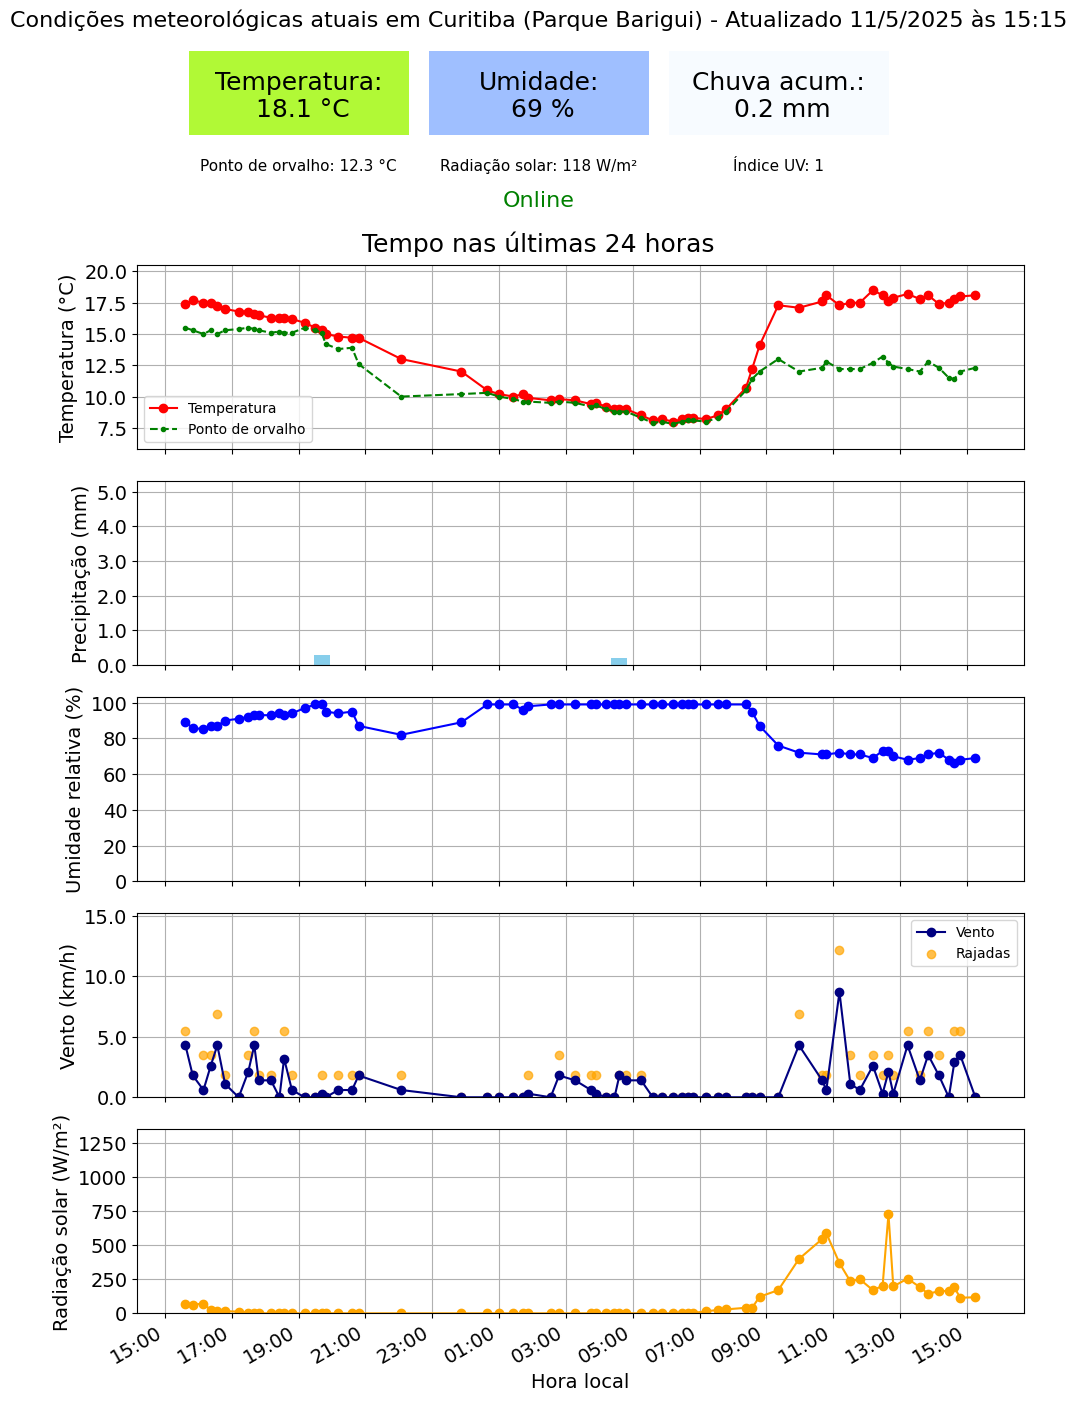 Condições meteorológicas atuais em Curitiba (Parque Barigui) - Atualizado 11/5/2025 às 15:15
Temperatura:
18.1 °C
Umidade:
69 %
Chuva acum.:
0.2 mm
Ponto de orvalho: 12.3 °C
Radiação solar: 118 W/m²
Índice UV: 1
Online
Tempo nas últimas 24 horas
Temperatura (°C)
20.0
17.5
15.0
12.5
10.0
7.5
Temperatura
Ponto de orvalho
Precipitação (mm)
5.0
4.0
3.0
2.0
1.0
0.0
Umidade relativa (%)
100
80
60
40
20
0
Vento (km/h)
15.0
10.0
5.0
0.0
Vento
Rajadas
Radiação solar (W/m²)
1250
1000
750
500
250
0
15:00
17:00
19:00
21:00
23:00
01:00
03:00
05:00
07:00
09:00
11:00
13:00
15:00
Hora local